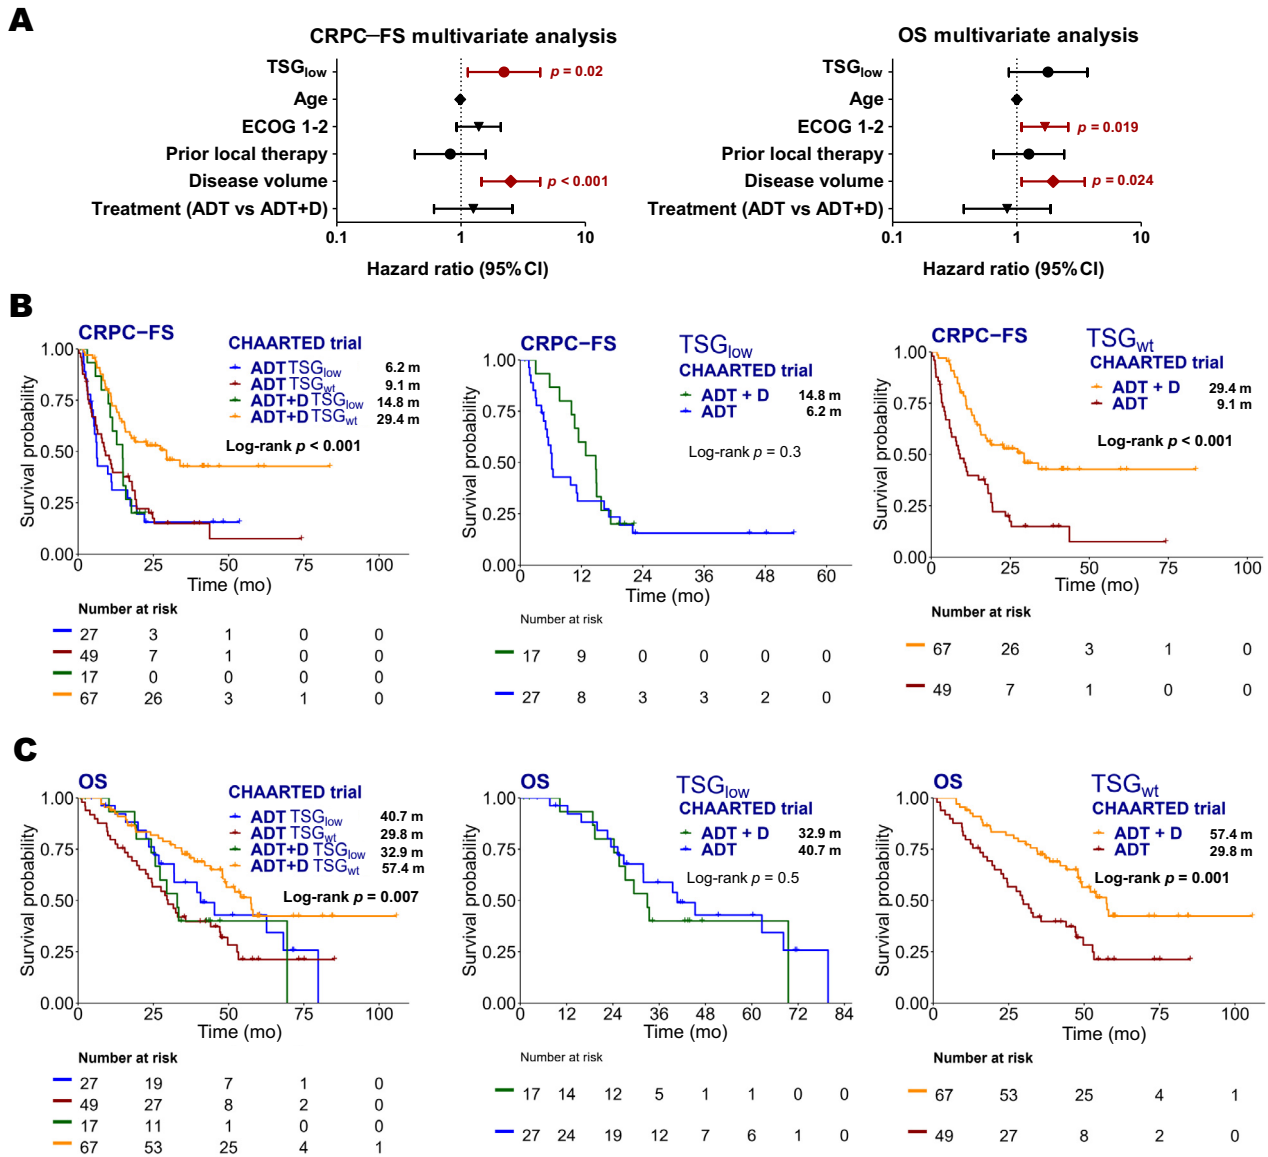 A
CRPC–FS multivariate analysis
TSGlow
p = 0.02
Age
ECOG 1-2
Prior local therapy
Disease volume
p < 0.001
Treatment (ADT vs ADT+D)
0.1 1 10
Hazard ratio (95% CI)
OS multivariate analysis
TSGlow
Age
ECOG 1-2
p = 0.019
Prior local therapy
Disease volume
p = 0.024
Treatment (ADT vs ADT+D)
0.1 1 10
Hazard ratio (95% CI)
B
CRPC–FS
CHAARTED trial
ADT TSGlow 6.2 m
ADT TSGwt 9.1 m
ADT+D TSGlow 14.8 m
ADT+D TSGwt 29.4 m
Log-rank p < 0.001
Survival probability
1.00
0.75
0.50
0.25
0.00
0 25 50 75 100
Time (mo)
Number at risk
27 3 1 0 0
49 7 1 0 0
17 0 0 0 0
67 26 3 1 0
CRPC–FS
TSGlow
CHAARTED trial
ADT + D 14.8 m
ADT 6.2 m
Log-rank p = 0.3
Survival probability
1.00
0.75
0.50
0.25
0.00
0 12 24 36 48 60
Time (mo)
Number at risk
17 9 0 0 0 0
27 8 3 3 2 0
CRPC–FS
TSGwt
CHAARTED trial
ADT + D 29.4 m
ADT 9.1 m
Log-rank p < 0.001
Survival probability
1.00
0.75
0.50
0.25
0.00
0 25 50 75 100
Time (mo)
Number at risk
67 26 3 1 0
49 7 1 0 0
C
OS
CHAARTED trial
ADT TSGlow 40.7 m
ADT TSGwt 29.8 m
ADT+D TSGlow 32.9 m
ADT+D TSGwt 57.4 m
Log-rank p = 0.007
Survival probability
1.00
0.75
0.50
0.25
0.00
0 25 50 75 100
Time (mo)
Number at risk
27 19 7 1 0
49 27 8 2 0
17 11 1 0 0
67 53 25 4 1
OS
TSGlow
CHAARTED trial
ADT + D 32.9 m
ADT 40.7 m
Log-rank p = 0.5
Survival probability
1.00
0.75
0.50
0.25
0.00
0 12 24 36 48 60 72 84
Time (mo)
Number at risk
17 14 12 5 1 1 0 0
27 24 19 12 7 6 1 0
OS
TSGwt
CHAARTED trial
ADT + D 57.4 m
ADT 29.8 m
Log-rank p = 0.001
Survival probability
1.00
0.75
0.50
0.25
0.00
0 25 50 75 100
Time (mo)
Number at risk
67 53 25 4 1
49 27 8 2 0